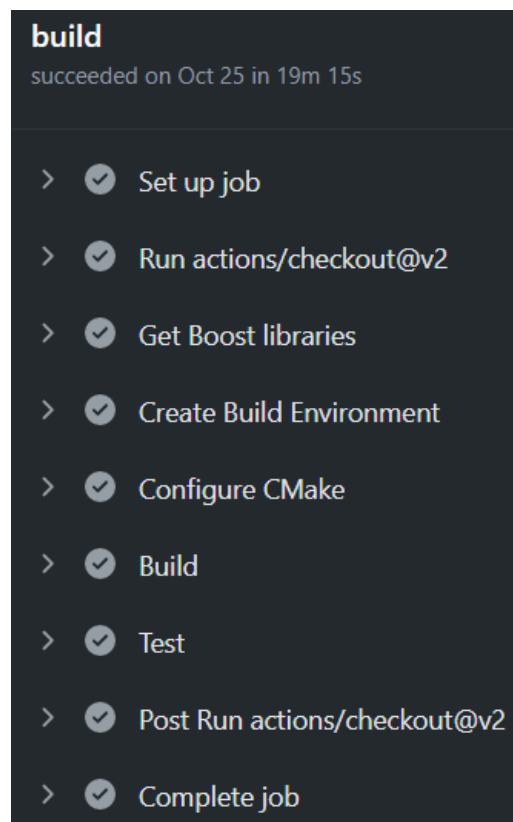 build
succeeded on Oct 25 in 19m 15s
Set up job
Run actions/checkout@v2
Get Boost libraries
Create Build Environment
Configure CMake
Build
Test
Post Run actions/checkout@v2
Complete job